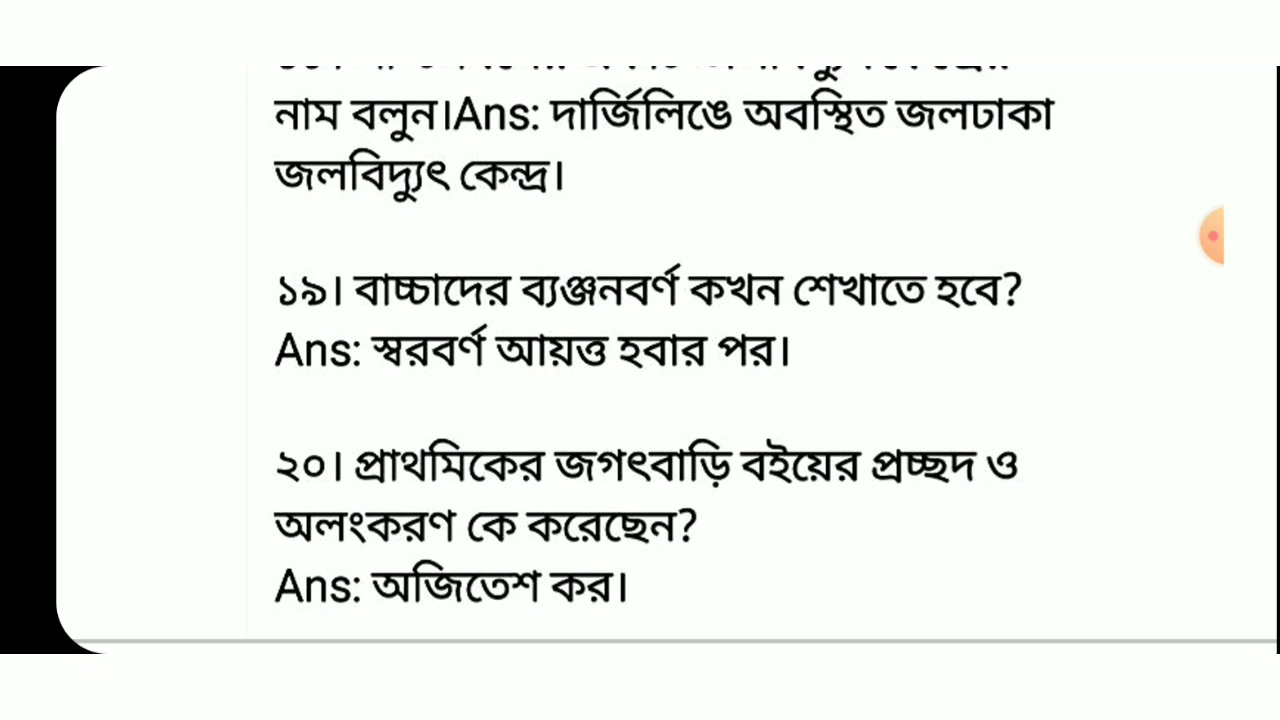 নাম বলুন।Ans: দার্জিলিঙে অবস্থিত জলঢাকা
জলবিদ্যুৎ কেন্দ্র।
১৯। বাচ্চাদের ব্যঞ্জনবর্ণ কখন শেখাতে হবে?
Ans: স্বরবর্ণ আয়ত্ত হবার পর।
২০। প্রাথমিকের জগৎবাড়ি বইয়ের প্রচ্ছদ ও
অলংকরণ কে করেছেন?
Ans: অজিতেশ কর।